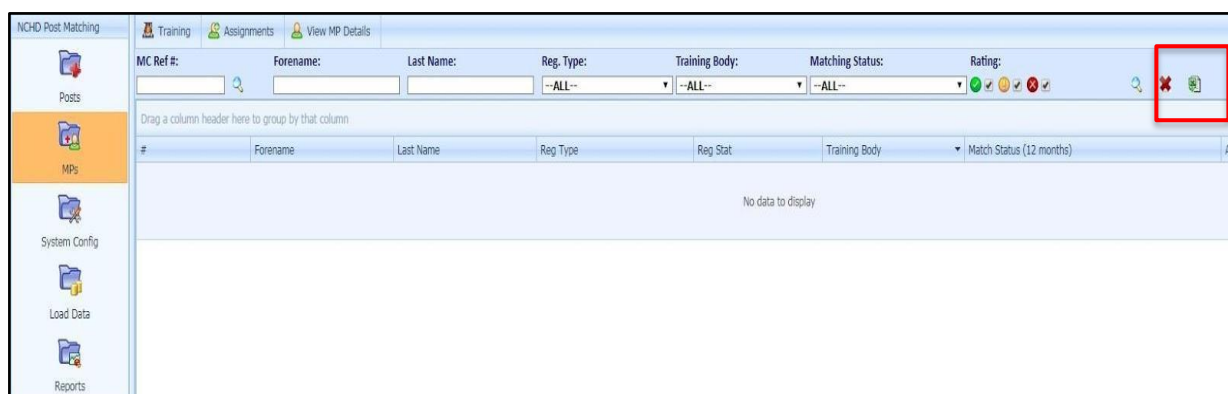 NCHD Post Matching
Posts
MPs
System Config
Load Data
Reports
Training Assignments View MP Details
MC Ref #: Forename: Last Name: Reg. Type: Training Body: Matching Status: Rating:
--ALL-- --ALL-- --ALL--
Drag a column header here to group by that column
# Forename Last Name Reg Type Reg Stat Training Body Match Status (12 months)
No data to display